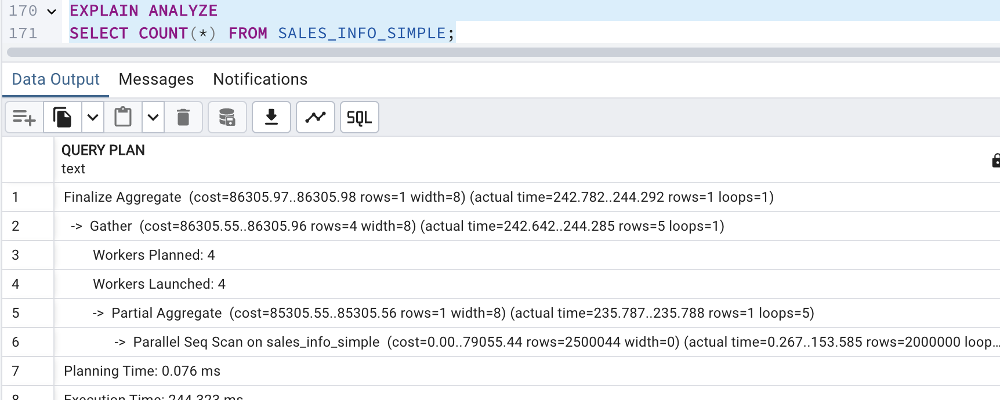 170 EXPLAIN ANALYZE
171 SELECT COUNT(*) FROM SALES_INFO_SIMPLE;
Data Output Messages Notifications
SQL
QUERY PLAN
text
1 Finalize Aggregate (cost=86305.97..86305.98 rows=1 width=8) (actual time=242.782..244.292 rows=1 loops=1)
2 -> Gather (cost=86305.55..86305.96 rows=4 width=8) (actual time=242.642..244.285 rows=5 loops=1)
3 Workers Planned: 4
4 Workers Launched: 4
5 -> Partial Aggregate (cost=85305.55..85305.56 rows=1 width=8) (actual time=235.787..235.788 rows=1 loops=5)
6 -> Parallel Seq Scan on sales_info_simple (cost=0.00..79055.44 rows=2500044 width=0) (actual time=0.267..153.585 rows=2000000 loop...
7 Planning Time: 0.076 ms
8 Execution Time: 244.323 ms